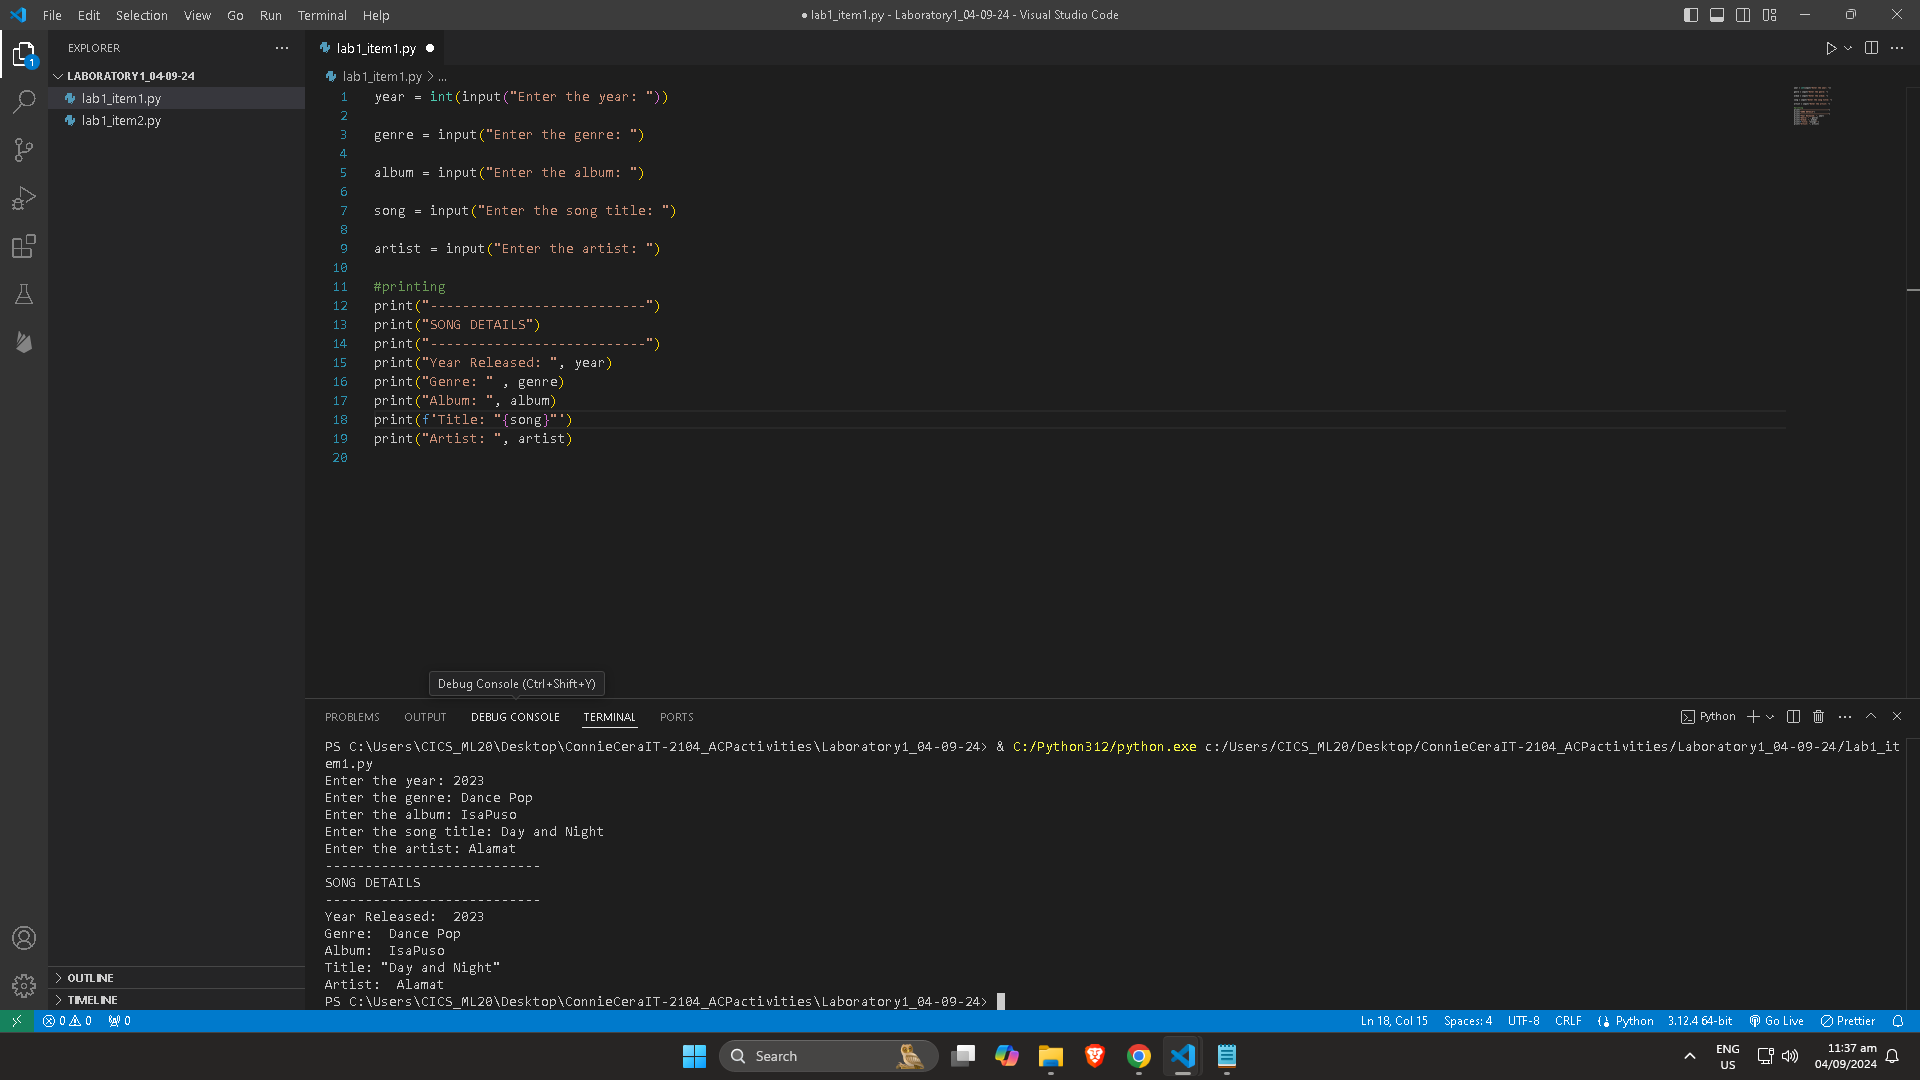 File Edit Selection View Go Run Terminal Help
● lab1_item1.py - Laboratory1_04-09-24 - Visual Studio Code
EXPLORER
LABORATORY1_04-09-24
lab1_item1.py
lab1_item2.py
OUTLINE
TIMELINE
1
lab1_item1.py ●
lab1_item1.py > ...
1 year = int(input("Enter the year: "))
2
3 genre = input("Enter the genre: ")
4
5 album = input("Enter the album: ")
6
7 song = input("Enter the song title: ")
8
9 artist = input("Enter the artist: ")
10
11 #printing
12 print("---------------------------")
13 print("SONG DETAILS")
14 print("---------------------------")
15 print("Year Released: ", year)
16 print("Genre: " , genre)
17 print("Album: ", album)
18 print(f'Title: "{song}"')
19 print("Artist: ", artist)
20
Debug Console (Ctrl+Shift+Y)
PROBLEMS OUTPUT DEBUG CONSOLE TERMINAL PORTS
Python
PS C:\Users\CICS_ML20\Desktop\ConnieCeraIT-2104_ACPactivities\Laboratory1_04-09-24> & C:/Python312/python.exe c:/Users/CICS_ML20/Desktop/ConnieCeraIT-2104_ACPactivities/Laboratory1_04-09-24/lab1_it
em1.py
Enter the year: 2023
Enter the genre: Dance Pop
Enter the album: IsaPuso
Enter the song title: Day and Night
Enter the artist: Alamat
---------------------------
SONG DETAILS
---------------------------
Year Released:  2023
Genre:  Dance Pop
Album:  IsaPuso
Title: "Day and Night"
Artist:  Alamat
PS C:\Users\CICS_ML20\Desktop\ConnieCeraIT-2104_ACPactivities\Laboratory1_04-09-24>
0 0 0 Ln 18, Col 15 Spaces: 4 UTF-8 CRLF Python 3.12.4 64-bit Go Live Prettier
Search
ENG
US
11:37 am
04/09/2024